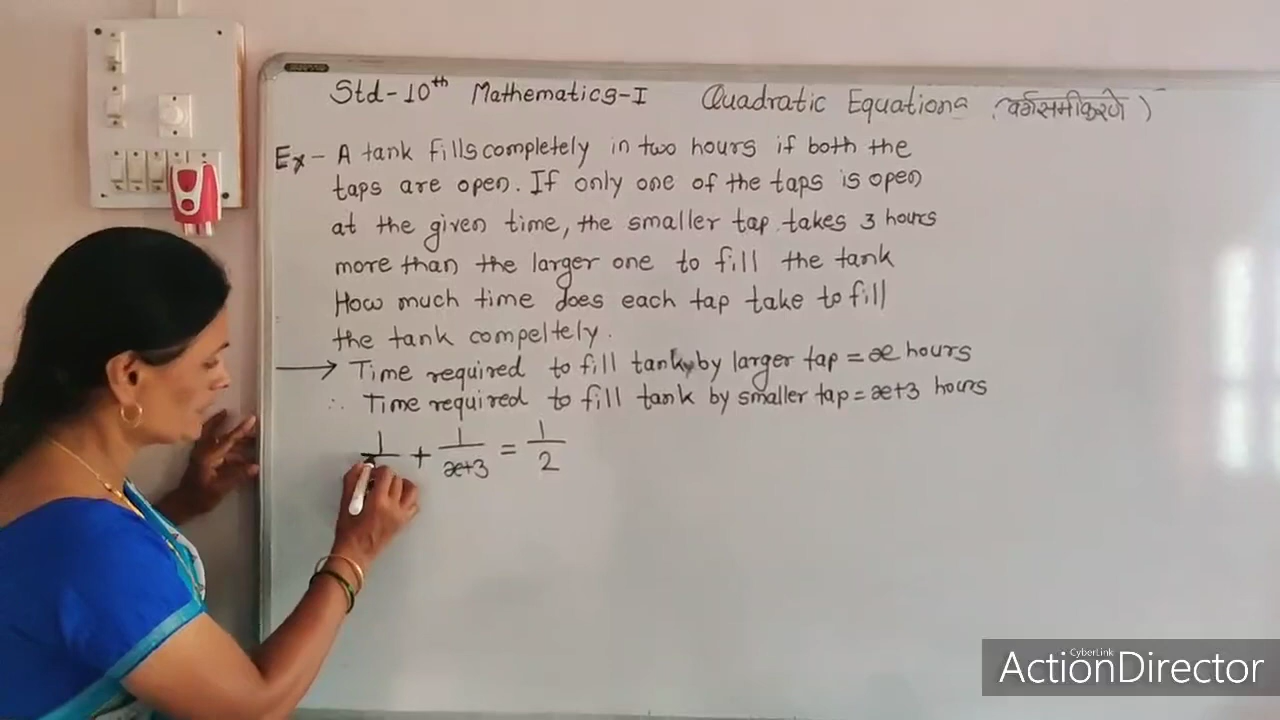 Std-10th Mathematics-I Quadratic Equations (वर्गसमीकरणे)
Ex- A tank fills completely in two hours if both the
taps are open. If only one of the taps is open
at the given time, the smaller tap takes 3 hours
more than the larger one to fill the tank
How much time does each tap take to fill
the tank compeltely.
→ Time required to fill tank by larger tap = x hours
∴ Time required to fill tank by smaller tap = x+3 hours
1/ + 1/x+3 = 1/2
CyberLink
ActionDirector